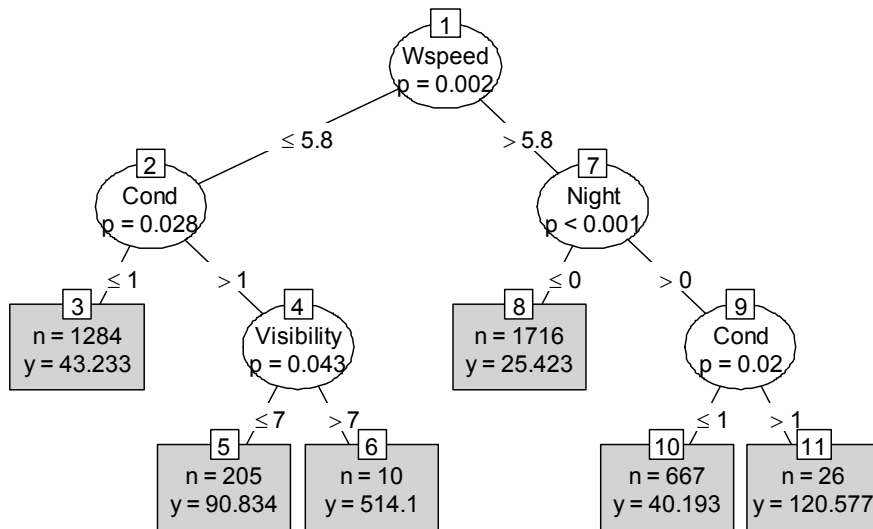 1
Wspeed
p = 0.002
≤ 5.8
> 5.8
2
Cond
p = 0.028
7
Night
p < 0.001
≤ 1
> 1
≤ 0
> 0
3
n = 1284
y = 43.233
4
Visibility
p = 0.043
8
n = 1716
y = 25.423
9
Cond
p = 0.02
≤ 7
> 7
≤ 1
> 1
5
n = 205
y = 90.834
6
n = 10
y = 514.1
10
n = 667
y = 40.193
11
n = 26
y = 120.577